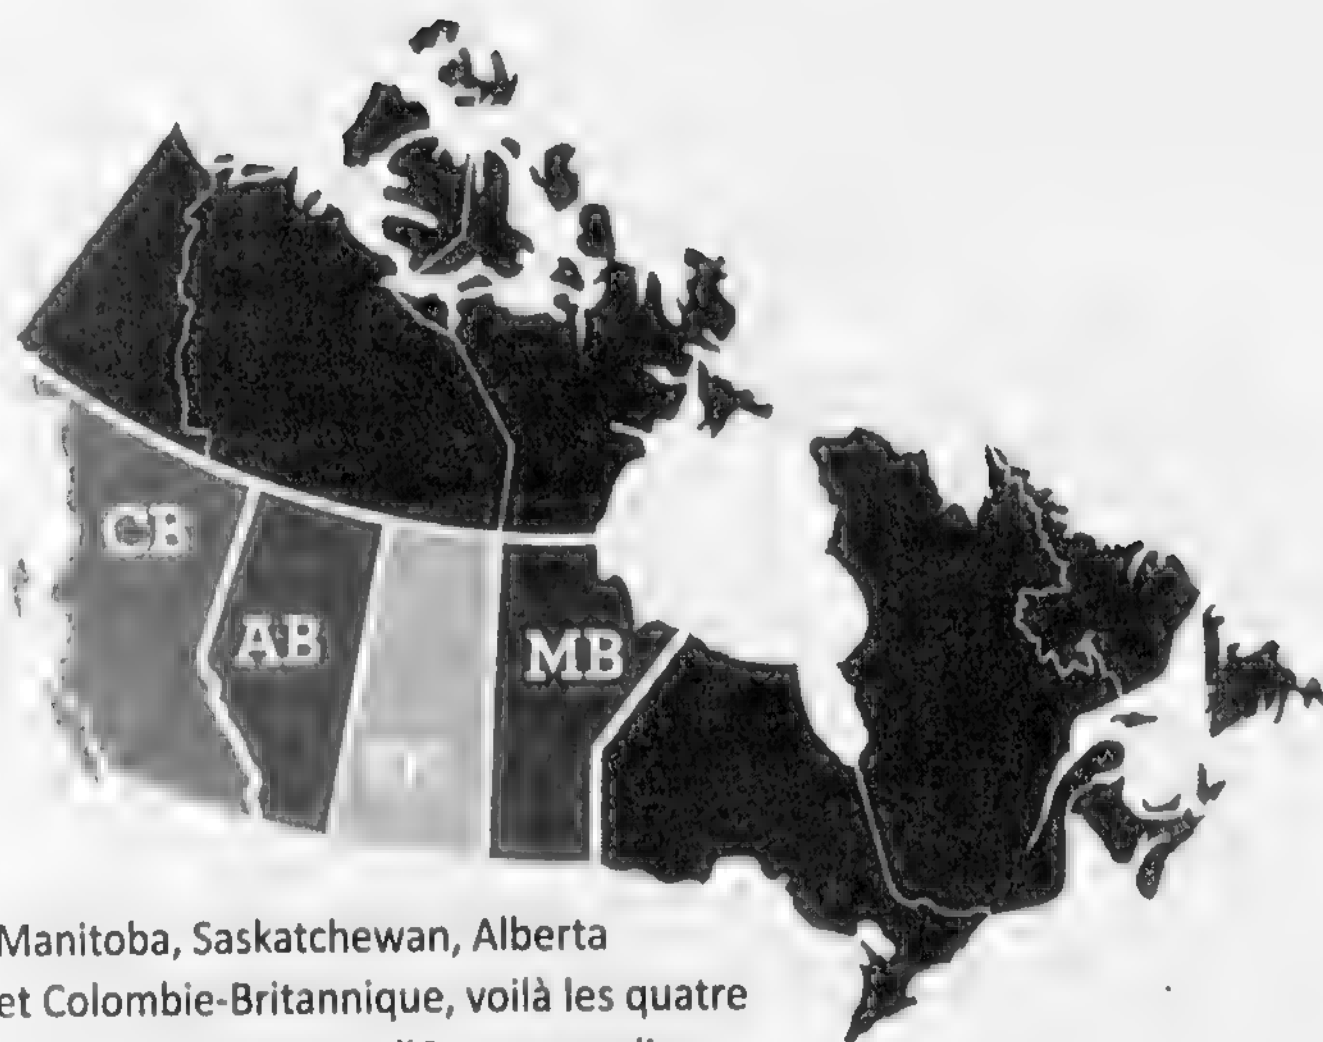 CB
AB
MB
Manitoba, Saskatchewan, Alberta
et Colombie-Britannique, voilà les quatre